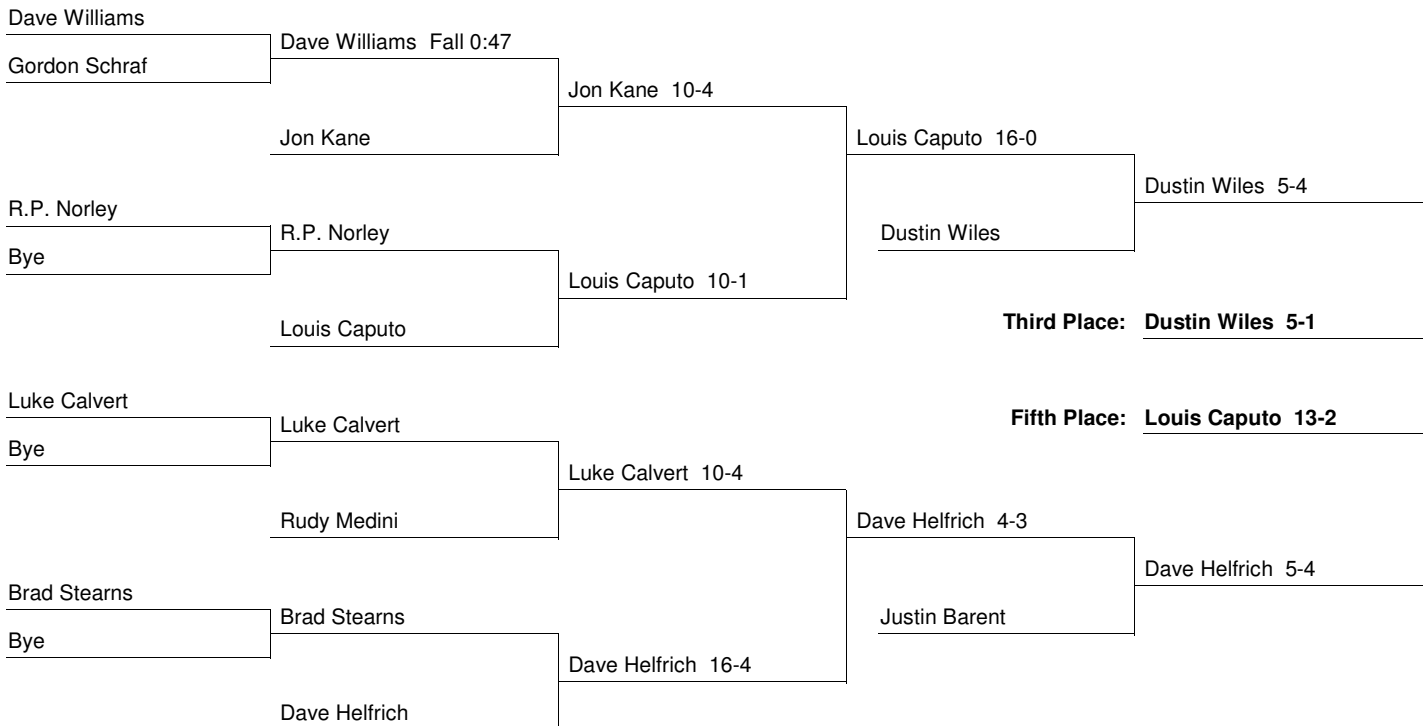 Dave Williams
Dave Williams  Fall 0:47
Gordon Schraf
Jon Kane  10-4
Jon Kane
Louis Caputo  16-0
Dustin Wiles  5-4
R.P. Norley
R.P. Norley
Dustin Wiles
Bye
Louis Caputo  10-1
Louis Caputo
Third Place:  Dustin Wiles  5-1
Luke Calvert
Luke Calvert
Fifth Place:  Louis Caputo  13-2
Bye
Luke Calvert  10-4
Rudy Medini
Dave Helfrich  4-3
Dave Helfrich  5-4
Brad Stearns
Brad Stearns
Justin Barent
Bye
Dave Helfrich  16-4
Dave Helfrich